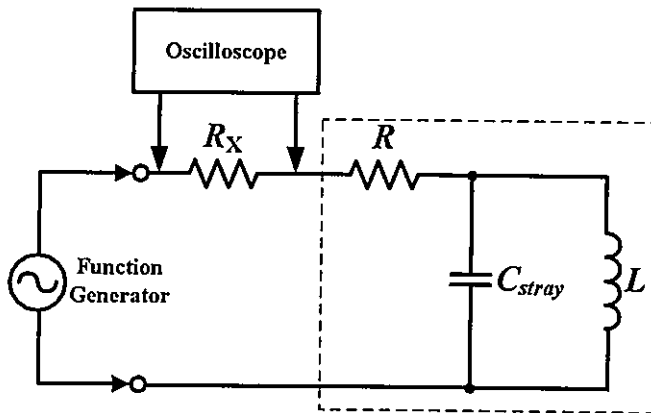 Oscilloscope
R_X
R
Function
Generator
C_stray
L